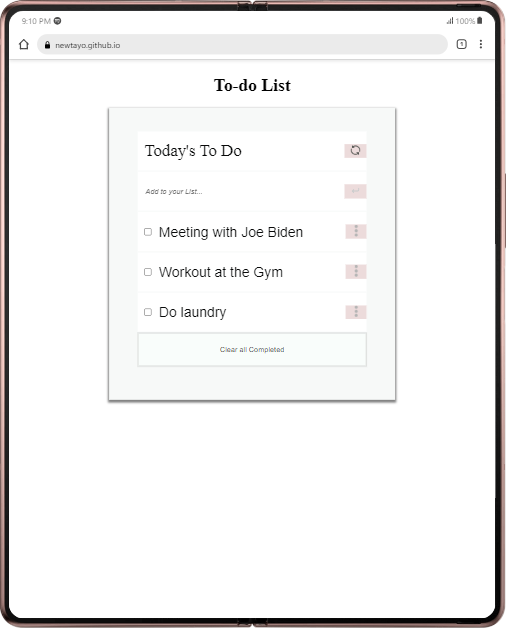 9:10 PM
100%
newtayo.github.io
1
To-do List
Today's To Do
Add to your List...
Meeting with Joe Biden
Workout at the Gym
Do laundry
Clear all Completed